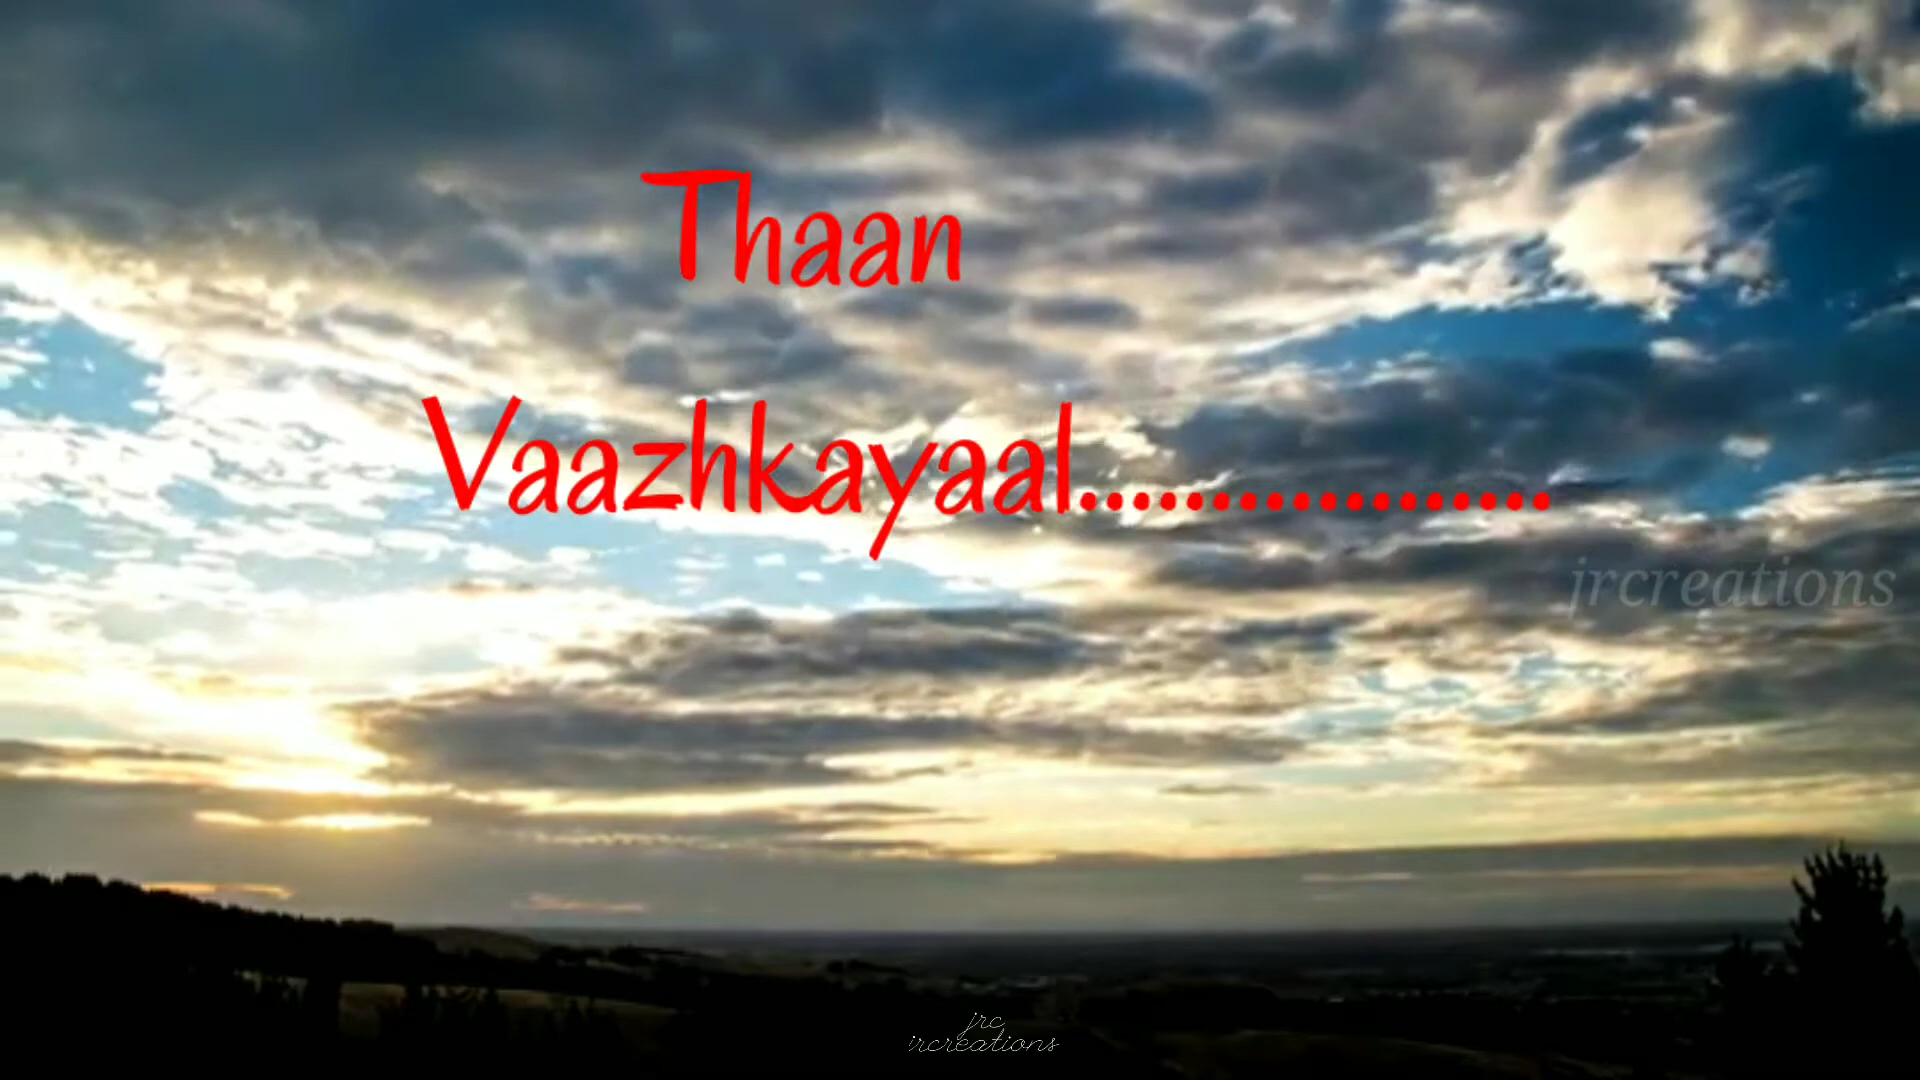 Thaan
Vaazhkayaal..................
jrcreations
jrc
jrcreations